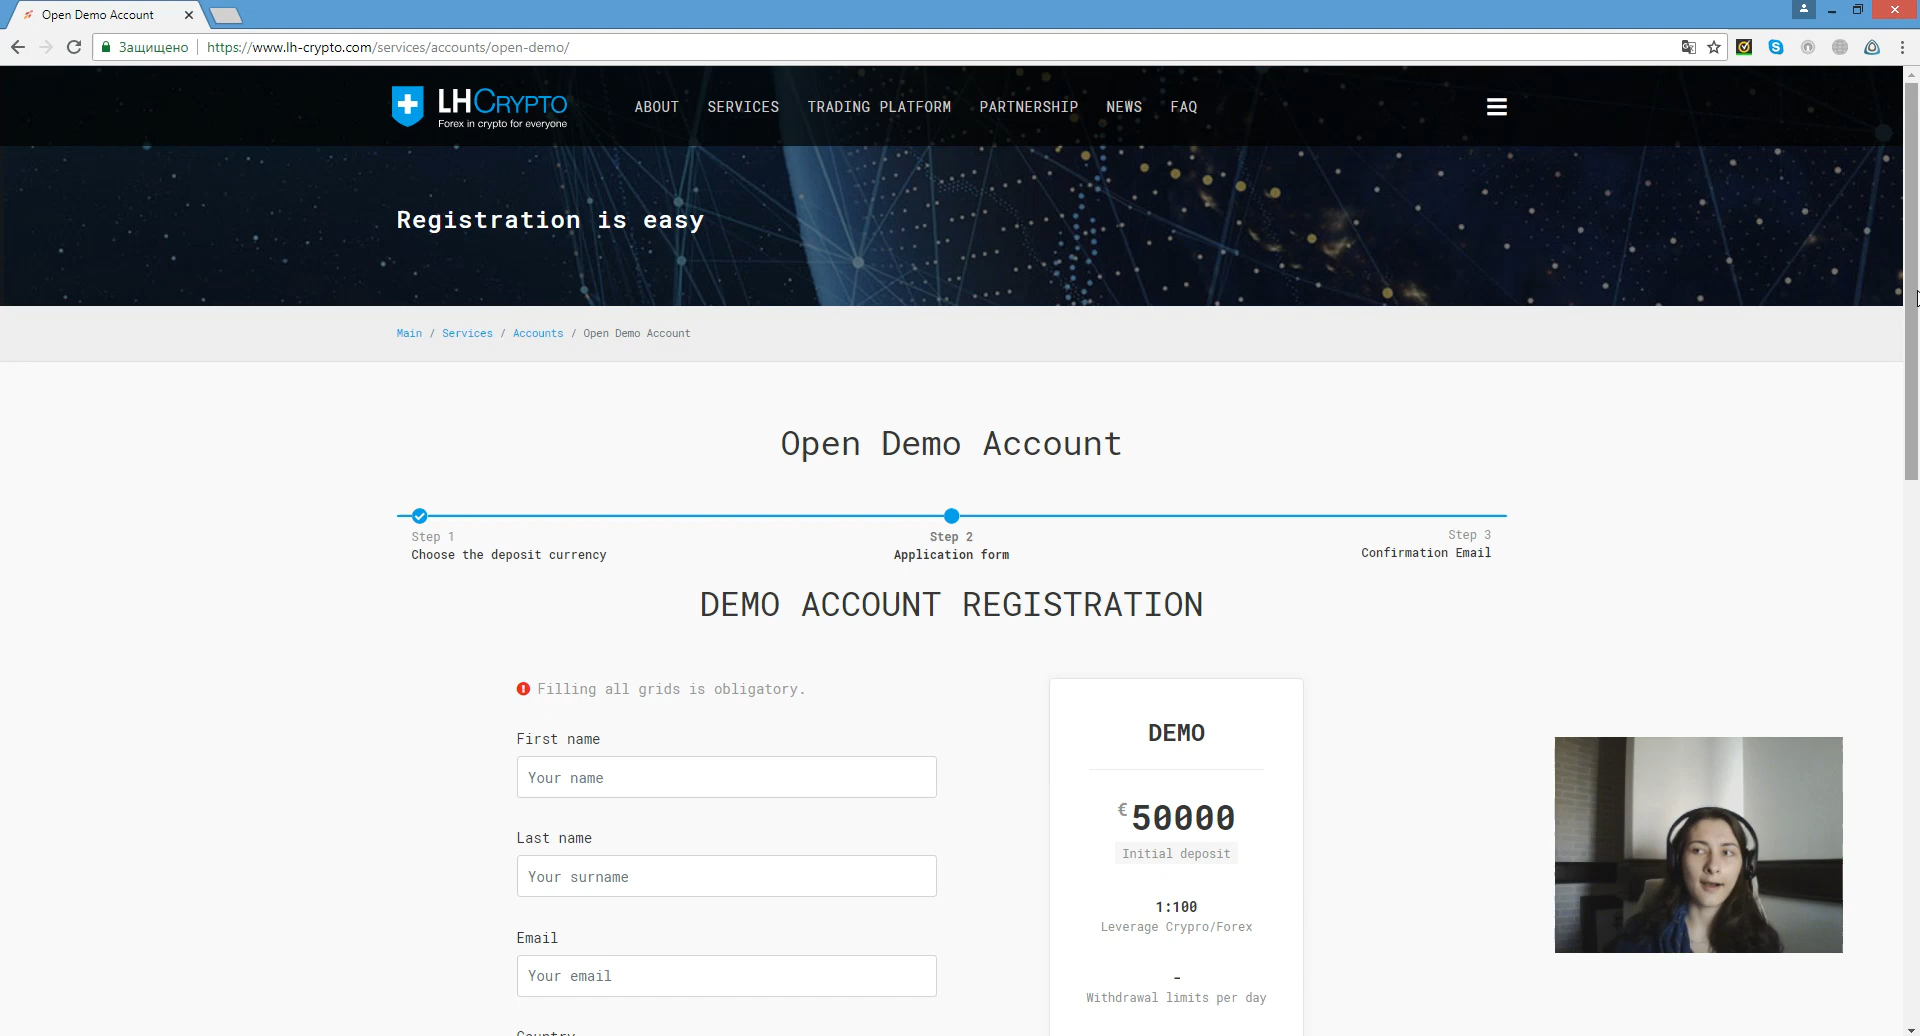 Open Demo Account
Защищено
https://www.lh-crypto.com/services/accounts/open-demo/
LHCRYPTO
Forex in crypto for everyone
ABOUT SERVICES TRADING PLATFORM PARTNERSHIP NEWS FAQ
Registration is easy
Main / Services / Accounts / Open Demo Account
Open Demo Account
Step 1
Choose the deposit currency
Step 2
Application form
Step 3
Confirmation Email
DEMO ACCOUNT REGISTRATION
Filling all grids is obligatory.
First name
Your name
Last name
Your surname
Email
Your email
Country
DEMO
€50000
Initial deposit
1:100
Leverage Crypro/Forex
-
Withdrawal limits per day